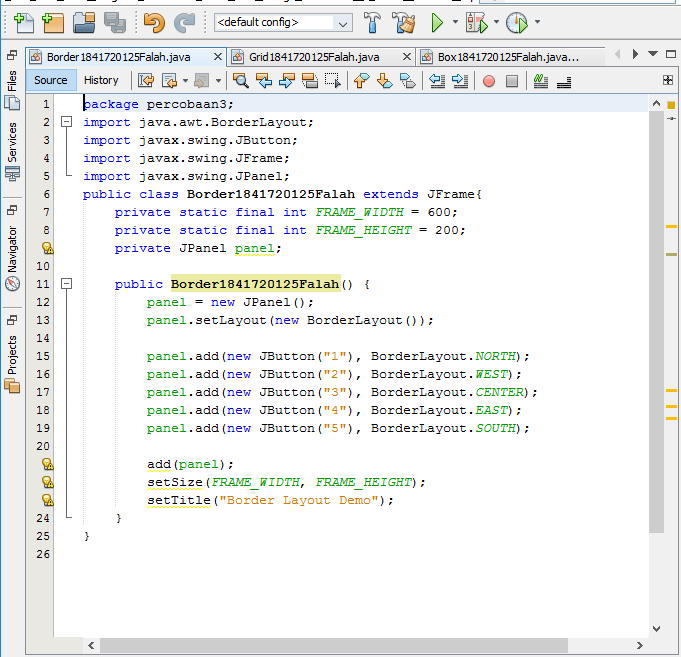 <default config>
Border1841720125Falah.java
Grid1841720125Falah.java
Box1841720125Falah.java...
Source History
Files
Services
Navigator
Projects
1 package percobaan3;
2 import java.awt.BorderLayout;
3 import javax.swing.JButton;
4 import javax.swing.JFrame;
5 import javax.swing.JPanel;
6 public class Border1841720125Falah extends JFrame{
7 private static final int FRAME_WIDTH = 600;
8 private static final int FRAME_HEIGHT = 200;
private JPanel panel;
10
11 public Border1841720125Falah() {
12 panel = new JPanel();
13 panel.setLayout(new BorderLayout());
14
15 panel.add(new JButton("1"), BorderLayout.NORTH);
16 panel.add(new JButton("2"), BorderLayout.WEST);
17 panel.add(new JButton("3"), BorderLayout.CENTER);
18 panel.add(new JButton("4"), BorderLayout.EAST);
19 panel.add(new JButton("5"), BorderLayout.SOUTH);
20
add(panel);
setSize(FRAME_WIDTH, FRAME_HEIGHT);
setTitle("Border Layout Demo");
24 }
25 }
26